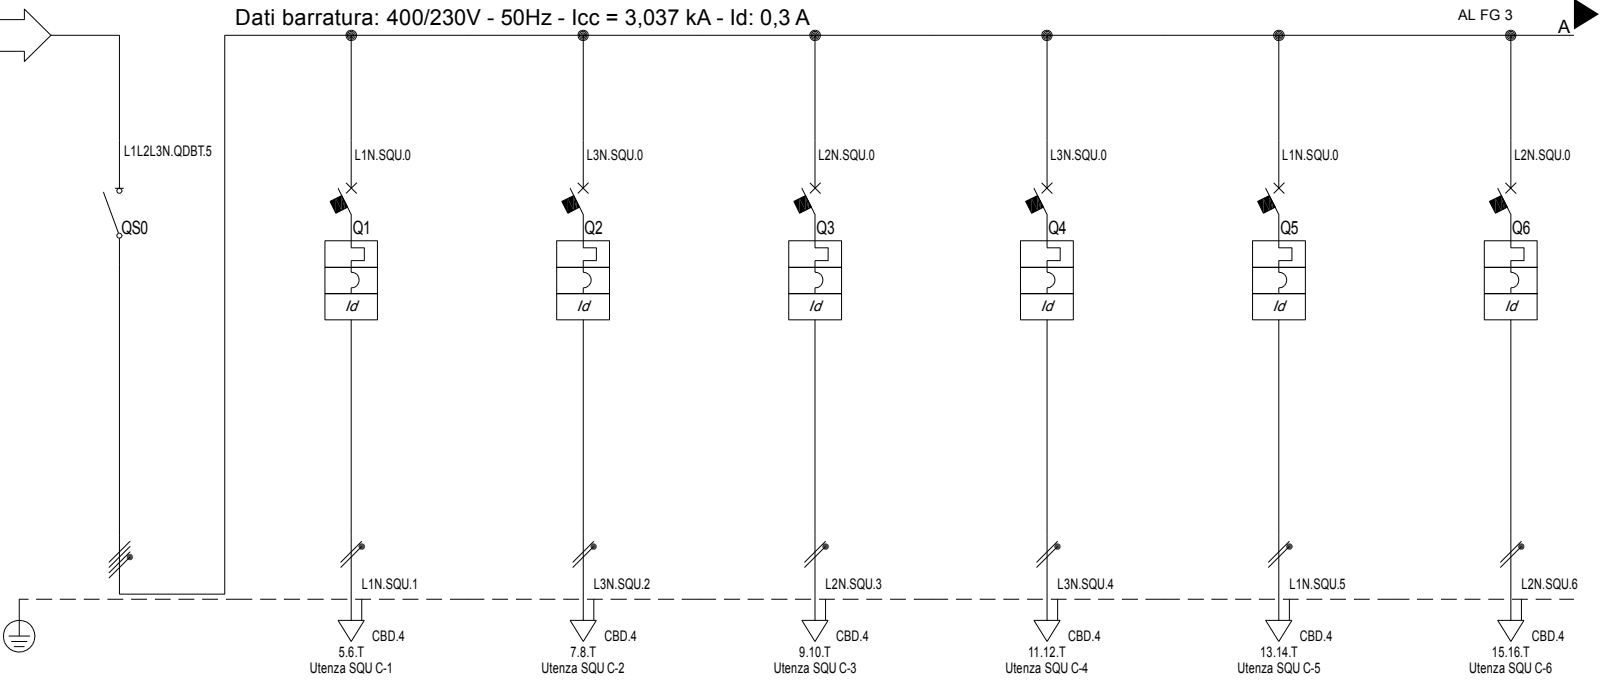 Dati barratura: 400/230V - 50Hz - Icc = 3,037 kA - Id: 0,3 A
AL FG 3
A
L1L2L3N.QDBT.5
L1N.SQU.0
L3N.SQU.0
L2N.SQU.0
L3N.SQU.0
L1N.SQU.0
L2N.SQU.0
QS0
Q1
Q2
Q3
Q4
Q5
Q6
Id
Id
Id
Id
Id
Id
L1N.SQU.1
L3N.SQU.2
L2N.SQU.3
L3N.SQU.4
L1N.SQU.5
L2N.SQU.6
CBD.4
CBD.4
CBD.4
CBD.4
CBD.4
CBD.4
5.6.T
7.8.T
9.10.T
11.12.T
13.14.T
15.16.T
Utenza SQU C-1
Utenza SQU C-2
Utenza SQU C-3
Utenza SQU C-4
Utenza SQU C-5
Utenza SQU C-6